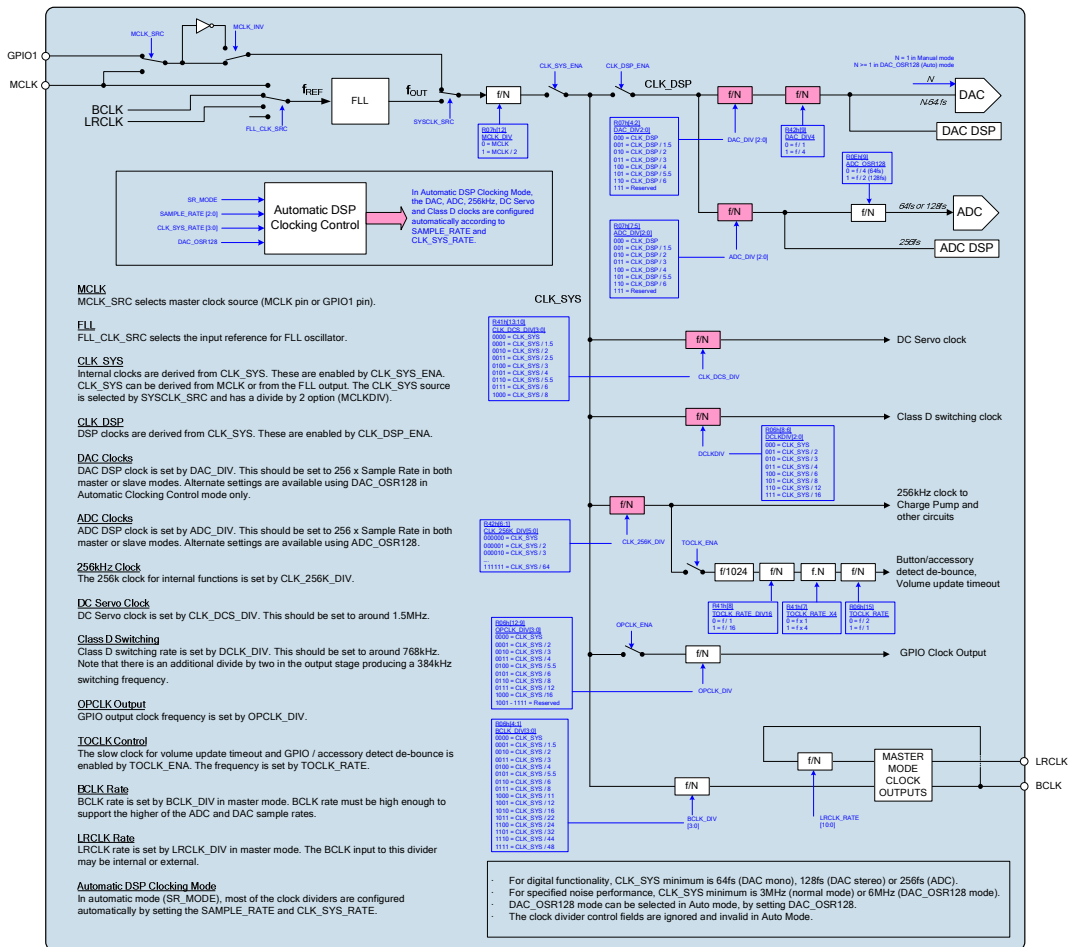 MCLK_INV
MCLK_SRC
GPIO1
MCLK
BCLK
LRCLK
FLL_CLK_SRC
fREF
FLL
fOUT
SYSCLK_SRC
f/N
R07h[12]
MCLK_DIV
0 = MCLK
1 = MCLK / 2
CLK_SYS_ENA
CLK_DSP_ENA
CLK_DSP
R07h[4:2]
DAC_DIV[2:0]
000 = CLK_DSP
001 = CLK_DSP / 1.5
010 = CLK_DSP / 2
011 = CLK_DSP / 3
100 = CLK_DSP / 4
101 = CLK_DSP / 5.5
110 = CLK_DSP / 6
111 = Reserved
f/N
DAC_DIV [2:0]
f/N
R42h[9]
DAC_DIV4
0 = f / 1
1 = f / 4
N = 1 in Manual mode
N >= 1 in DAC_OSR128 (Auto) mode
N
N·64fs
DAC
DAC DSP
R0Eh[9]
ADC_OSR128
0 = f / 4 (64fs)
1 = f / 2 (128fs)
R07h[7:5]
ADC_DIV[2:0]
000 = CLK_DSP
001 = CLK_DSP / 1.5
010 = CLK_DSP / 2
011 = CLK_DSP / 3
100 = CLK_DSP / 4
101 = CLK_DSP / 5.5
110 = CLK_DSP / 6
111 = Reserved
f/N
ADC_DIV [2:0]
f/N
64fs or 128fs
ADC
256fs
ADC DSP
SR_MODE
SAMPLE_RATE [2:0]
CLK_SYS_RATE [3:0]
DAC_OSR128
Automatic DSP
Clocking Control
In Automatic DSP Clocking Mode,
the DAC, ADC, 256kHz, DC Servo
and Class D clocks are configured
automatically according to
SAMPLE_RATE and
CLK_SYS_RATE.
MCLK
MCLK_SRC selects master clock source (MCLK pin or GPIO1 pin).
FLL
FLL_CLK_SRC selects the input reference for FLL oscillator.
CLK_SYS
Internal clocks are derived from CLK_SYS. These are enabled by CLK_SYS_ENA.
CLK_SYS can be derived from MCLK or from the FLL output. The CLK_SYS source
is selected by SYSCLK_SRC and has a divide by 2 option (MCLKDIV).
CLK_DSP
DSP clocks are derived from CLK_SYS. These are enabled by CLK_DSP_ENA.
DAC Clocks
DAC DSP clock is set by DAC_DIV. This should be set to 256 x Sample Rate in both
master or slave modes. Alternate settings are available using DAC_OSR128 in
Automatic Clocking Control mode only.
ADC Clocks
ADC DSP clock is set by ADC_DIV. This should be set to 256 x Sample Rate in both
master or slave modes. Alternate settings are available using ADC_OSR128.
256kHz Clock
The 256k clock for internal functions is set by CLK_256K_DIV.
DC Servo Clock
DC Servo clock is set by CLK_DCS_DIV. This should be set to around 1.5MHz.
Class D Switching
Class D switching rate is set by DCLK_DIV. This should be set to around 768kHz.
Note that there is an additional divide by two in the output stage producing a 384kHz
switching frequency.
OPCLK Output
GPIO output clock frequency is set by OPCLK_DIV.
TOCLK Control
The slow clock for volume update timeout and GPIO / accessory detect de-bounce is
enabled by TOCLK_ENA. The frequency is set by TOCLK_RATE.
BCLK Rate
BCLK rate is set by BCLK_DIV in master mode. BCLK rate must be high enough to
support the higher of the ADC and DAC sample rates.
LRCLK Rate
LRCLK rate is set by LRCLK_DIV in master mode. The BCLK input to this divider
may be internal or external.
Automatic DSP Clocking Mode
In automatic mode (SR_MODE), most of the clock dividers are configured
automatically by setting the SAMPLE_RATE and CLK_SYS_RATE.
CLK_SYS
R41h[13:10]
CLK_DCS_DIV[3:0]
0000 = CLK_SYS
0001 = CLK_SYS / 1.5
0010 = CLK_SYS / 2
0011 = CLK_SYS / 2.5
0100 = CLK_SYS / 3
0101 = CLK_SYS / 4
0110 = CLK_SYS / 5.5
0111 = CLK_SYS / 6
1000 = CLK_SYS / 8
f/N
CLK_DCS_DIV
DC Servo clock
f/N
DCLKDIV
Class D switching clock
R06h[8:6]
DCLKDIV[2:0]
000 = CLK_SYS
001 = CLK_SYS / 2
010 = CLK_SYS / 3
011 = CLK_SYS / 4
100 = CLK_SYS / 6
101 = CLK_SYS / 8
110 = CLK_SYS / 12
111 = CLK_SYS / 16
R42h[6:1]
CLK_256K_DIV[5:0]
000000 = CLK_SYS
000001 = CLK_SYS / 2
000010 = CLK_SYS / 3
...
111111 = CLK_SYS / 64
f/N
CLK_256K_DIV
256kHz clock to
Charge Pump and
other circuits
TOCLK_ENA
f/1024
f/N
f.N
f/N
Button/accessory
detect de-bounce,
Volume update timeout
R41h[8]
TOCLK_RATE_DIV16
0 = f / 1
1 = f / 16
R41h[7]
TOCLK_RATE_X4
0 = f x 1
1 = f x 4
R06h[15]
TOCLK_RATE
0 = f / 2
1 = f / 1
R06h[12:9]
OPCLK_DIV[3:0]
0000 = CLK_SYS
0001 = CLK_SYS / 2
0010 = CLK_SYS / 3
0011 = CLK_SYS / 4
0100 = CLK_SYS / 5.5
0101 = CLK_SYS / 6
0110 = CLK_SYS / 8
0111 = CLK_SYS / 12
1000 = CLK_SYS /16
1001 - 1111 = Reserved
OPCLK_ENA
f/N
OPCLK_DIV
GPIO Clock Output
R06h[4:1]
BCLK_DIV[3:0]
0000 = CLK_SYS
0001 = CLK_SYS / 1.5
0010 = CLK_SYS / 2
0011 = CLK_SYS / 3
0100 = CLK_SYS / 4
0101 = CLK_SYS / 5.5
0110 = CLK_SYS / 6
0111 = CLK_SYS / 8
1000 = CLK_SYS / 11
1001 = CLK_SYS / 12
1010 = CLK_SYS / 16
1011 = CLK_SYS / 22
1100 = CLK_SYS / 24
1101 = CLK_SYS / 32
1110 = CLK_SYS / 44
1111 = CLK_SYS / 48
f/N
BCLK_DIV
[3:0]
f/N
LRCLK_RATE
[10:0]
MASTER
MODE
CLOCK
OUTPUTS
LRCLK
BCLK
· For digital functionality, CLK_SYS minimum is 64fs (DAC mono), 128fs (DAC stereo) or 256fs (ADC).
· For specified noise performance, CLK_SYS minimum is 3MHz (normal mode) or 6MHz (DAC_OSR128 mode).
· DAC_OSR128 mode can be selected in Auto mode, by setting DAC_OSR128.
· The clock divider control fields are ignored and invalid in Auto Mode.